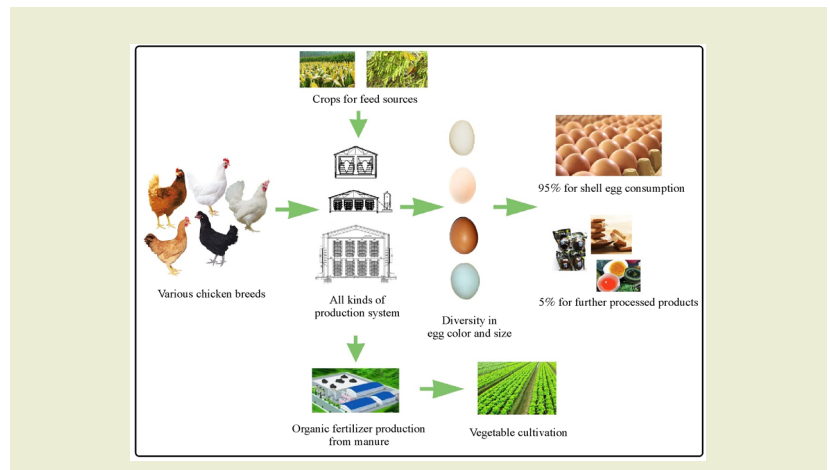 Crops for feed sources
95% for shell egg consumption
Various chicken breeds
All kinds of
production system
5% for further processed products
Diversity in
egg color and size
Organic fertilizer production
from manure
Vegetable cultivation